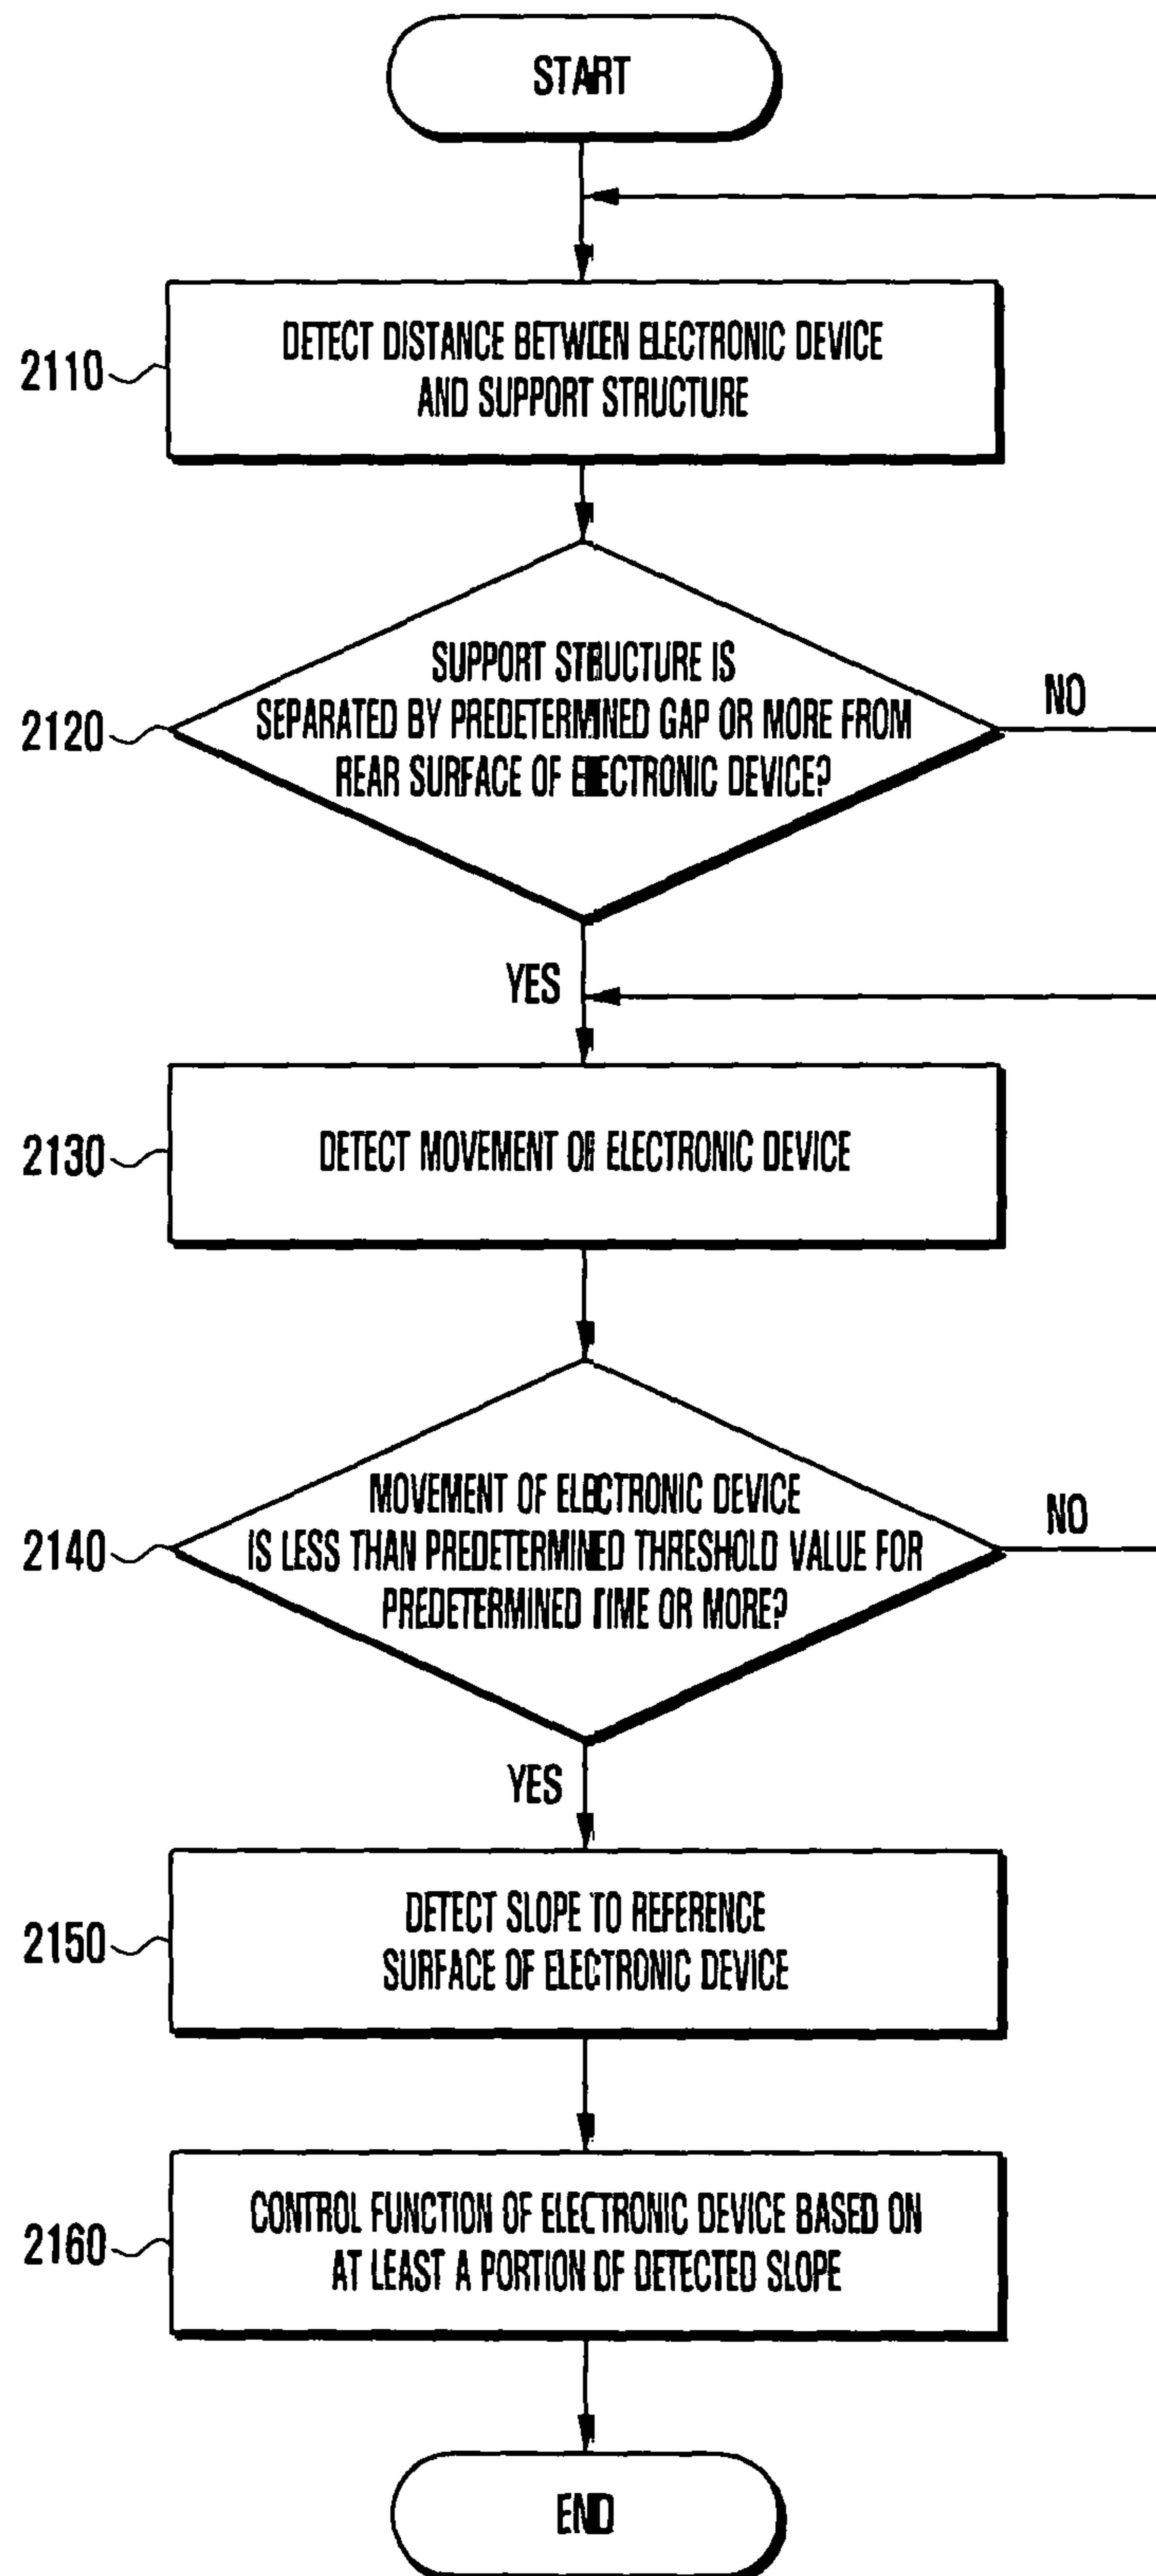 START
2110
DETECT DISTANCE BETWEEN ELECTRONIC DEVICE
AND SUPPORT STRUCTURE
2120
SUPPORT STRUCTURE IS
SEPARATED BY PREDETERMINED GAP OR MORE FROM
REAR SURFACE OF ELECTRONIC DEVICE?
NO
YES
2130
DETECT MOVEMENT OF ELECTRONIC DEVICE
2140
MOVEMENT OF ELECTRONIC DEVICE
IS LESS THAN PREDETERMINED THRESHOLD VALUE FOR
PREDETERMINED TIME OR MORE?
NO
YES
2150
DETECT SLOPE TO REFERENCE
SURFACE OF ELECTRONIC DEVICE
2160
CONTROL FUNCTION OF ELECTRONIC DEVICE BASED ON
AT LEAST A PORTION OF DETECTED SLOPE
END